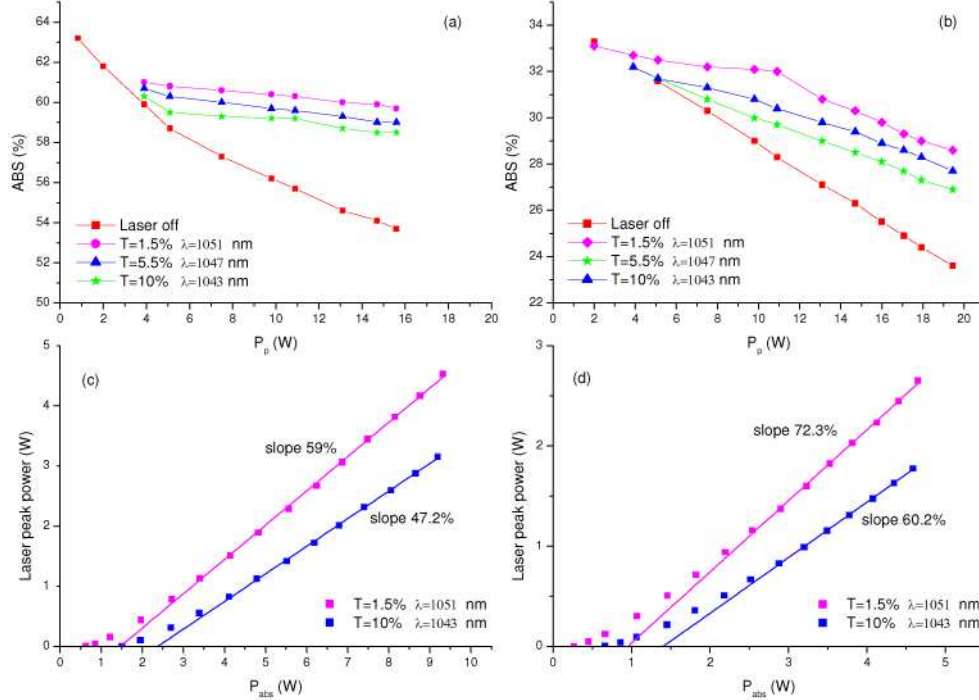 (a)
ABS (%)
64
62
60
58
56
54
52
50
Laser off
T=1.5% λ=1051 nm
T=5.5% λ=1047 nm
T=10% λ=1043 nm
0 2 4 6 8 10 12 14 16 18 20
Pp (W)
(b)
ABS (%)
34
32
30
28
26
24
22
Laser off
T=1.5% λ=1051 nm
T=5.5% λ=1047 nm
T=10% λ=1043 nm
0 2 4 6 8 10 12 14 16 18 20
Pp (W)
(c)
Laser peak power (W)
5
4
3
2
1
0
slope 59%
slope 47.2%
T=1.5% λ=1051 nm
T=10% λ=1043 nm
0 1 2 3 4 5 6 7 8 9 10
Pabs (W)
(d)
Laser peak power (W)
3
2
1
0
slope 72.3%
slope 60.2%
T=1.5% λ=1051 nm
T=10% λ=1043 nm
0 1 2 3 4 5
Pabs (W)